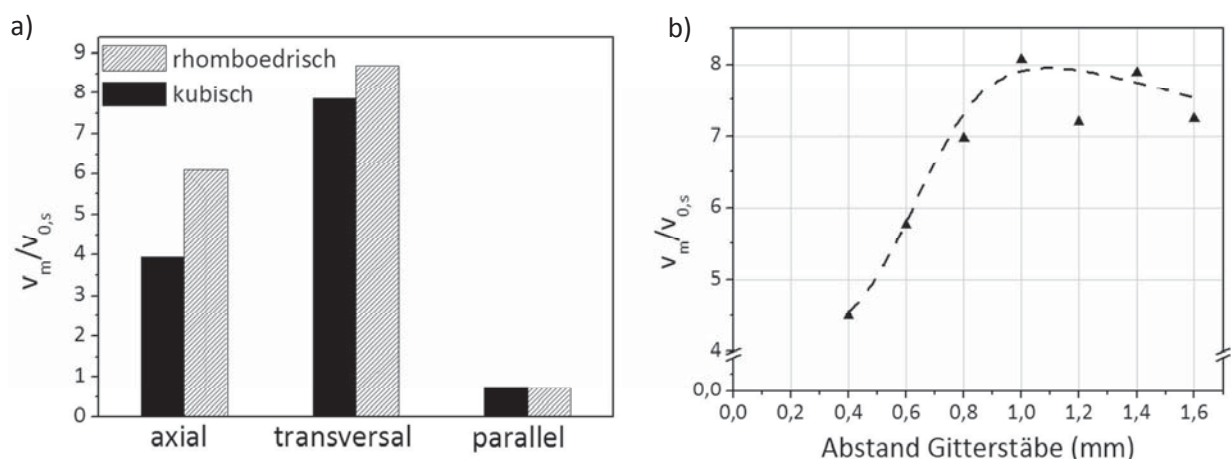 a)
9
8
7
6
5
4
3
2
1
0
v_m/v_0,s
rhomboedrisch
kubisch
axial transversal parallel
b)
8
7
6
5
4
0,0
v_m/v_0,s
0,0 0,2 0,4 0,6 0,8 1,0 1,2 1,4 1,6
Abstand Gitterstäbe (mm)